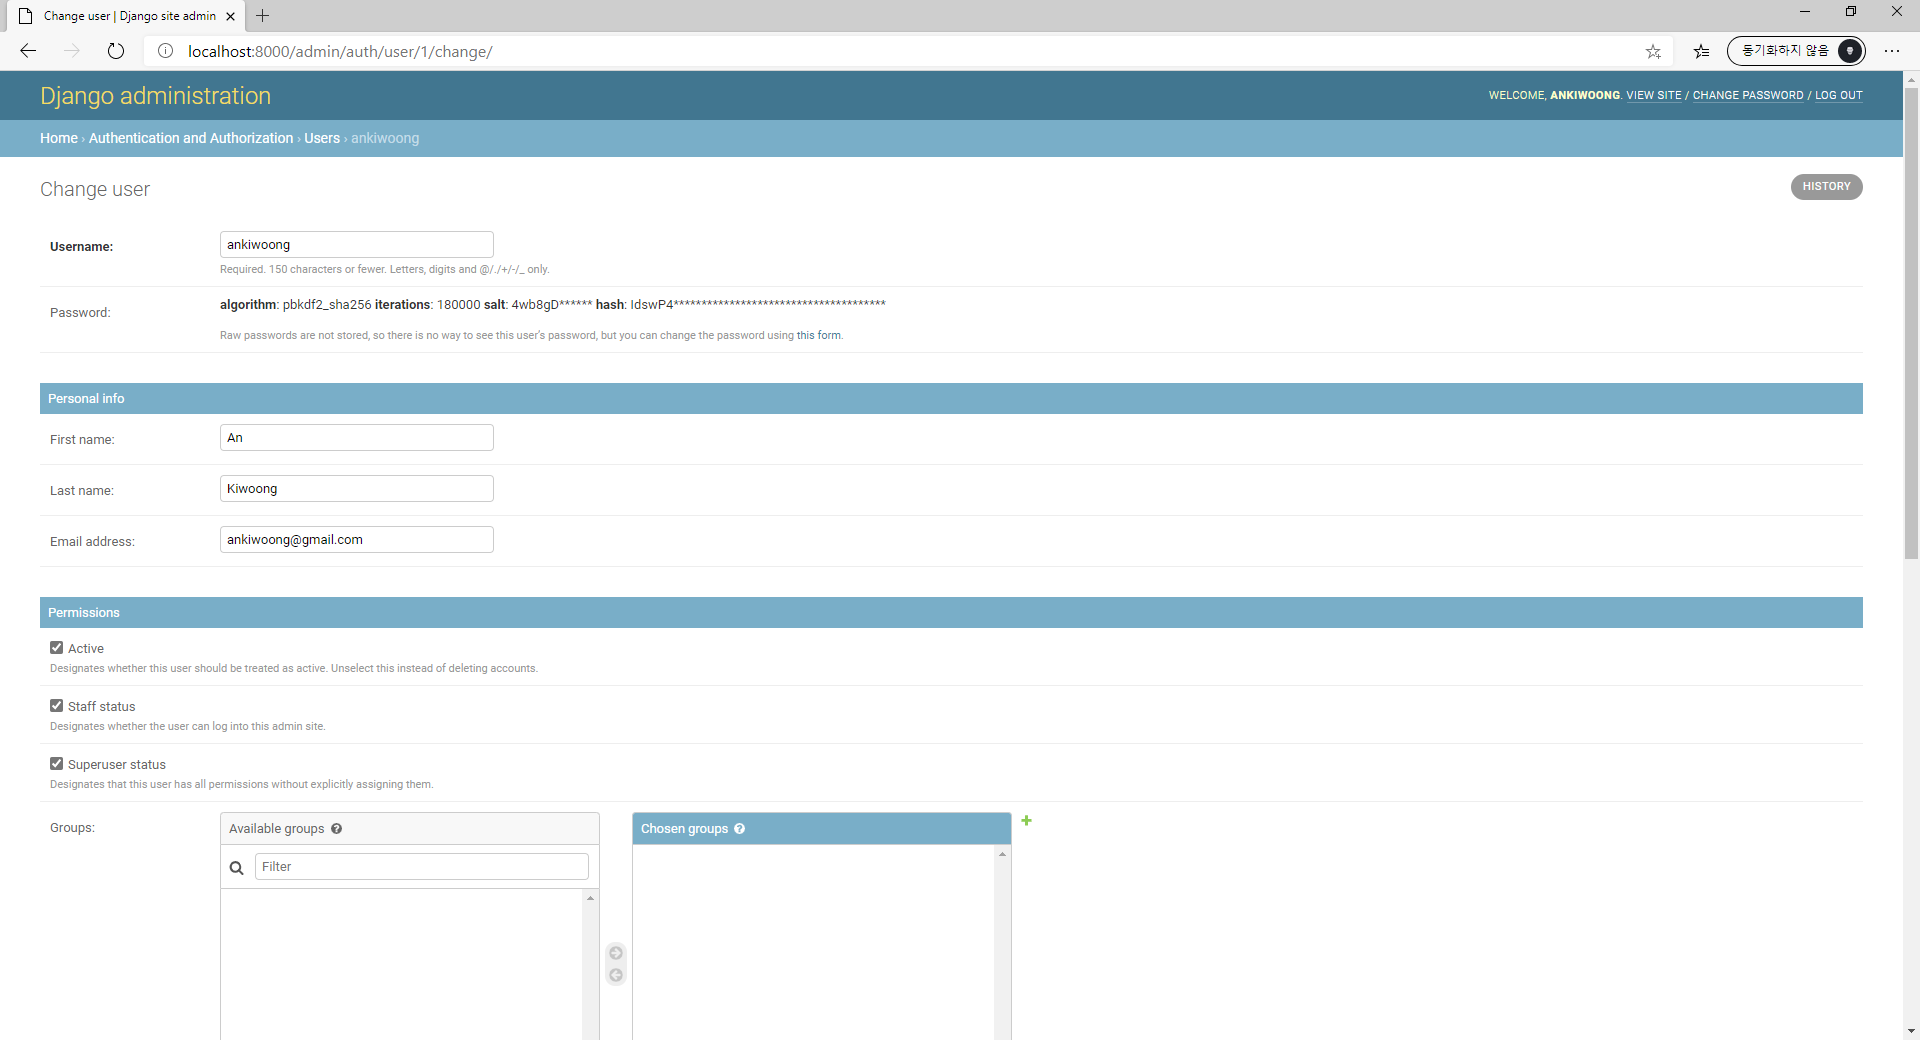 Change user | Django site admin
localhost:8000/admin/auth/user/1/change/
동기화하지 않음
Django administration
WELCOME, ANKIWOONG. VIEW SITE / CHANGE PASSWORD / LOG OUT
Home › Authentication and Authorization › Users › ankiwoong
Change user
HISTORY
Username:
ankiwoong
Required. 150 characters or fewer. Letters, digits and @/./+/-/_ only.
Password:
algorithm: pbkdf2_sha256 iterations: 180000 salt: 4wb8gD****** hash: IdswP4**************************************
Raw passwords are not stored, so there is no way to see this user's password, but you can change the password using this form.
Personal info
First name:
An
Last name:
Kiwoong
Email address:
ankiwoong@gmail.com
Permissions
Active
Designates whether this user should be treated as active. Unselect this instead of deleting accounts.
Staff status
Designates whether the user can log into this admin site.
Superuser status
Designates that this user has all permissions without explicitly assigning them.
Groups:
Available groups
Chosen groups
Filter